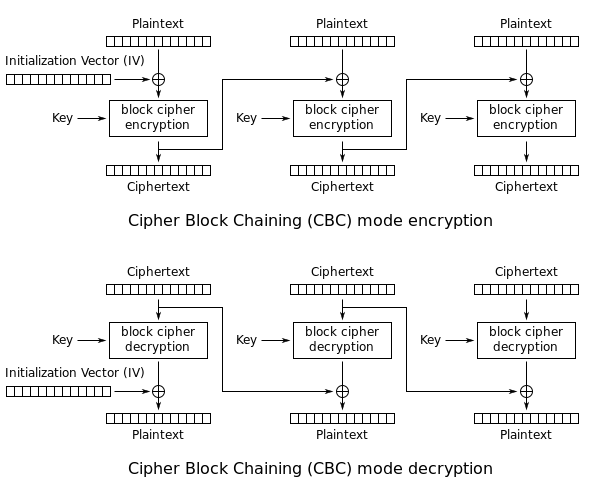 Plaintext
Plaintext
Plaintext
Initialization Vector (IV)
Key
block cipher
encryption
Key
block cipher
encryption
Key
block cipher
encryption
Ciphertext
Ciphertext
Ciphertext
Cipher Block Chaining (CBC) mode encryption
Ciphertext
Ciphertext
Ciphertext
Key
block cipher
decryption
Key
block cipher
decryption
Key
block cipher
decryption
Initialization Vector (IV)
Plaintext
Plaintext
Plaintext
Cipher Block Chaining (CBC) mode decryption